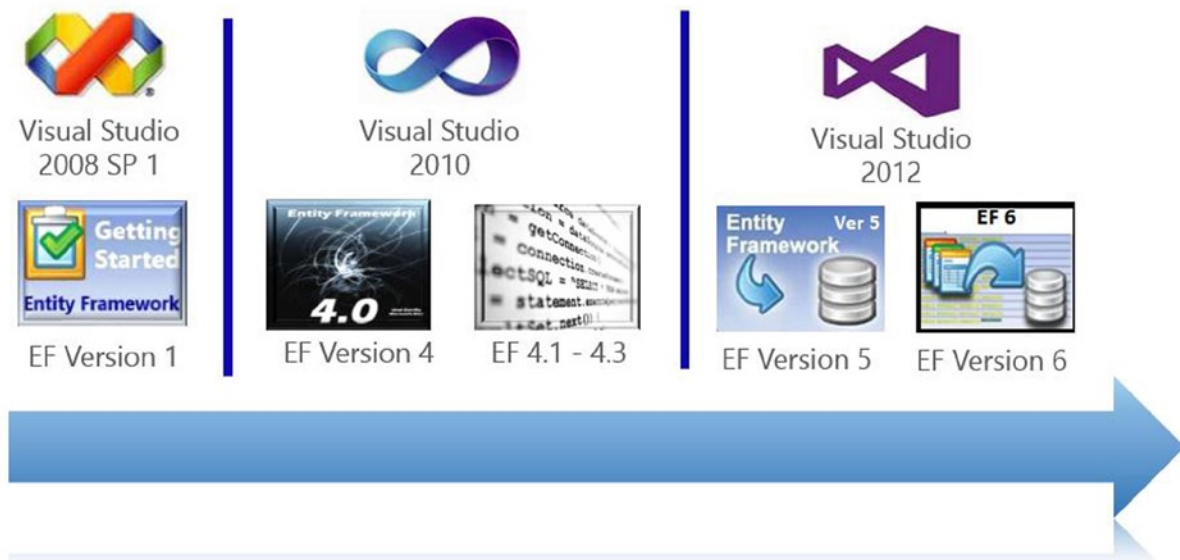 Visual Studio
2008 SP 1
Getting
Started
Entity Framework
EF Version 1
Visual Studio
2010
Entity Framework
4.0
EF Version 4
getConnection
= connection.
ectSQL = "SELECT
= statement.
.next()) {
EF 4.1 - 4.3
Visual Studio
2012
Entity
Framework
Ver 5
EF Version 5
EF 6
EF Version 6